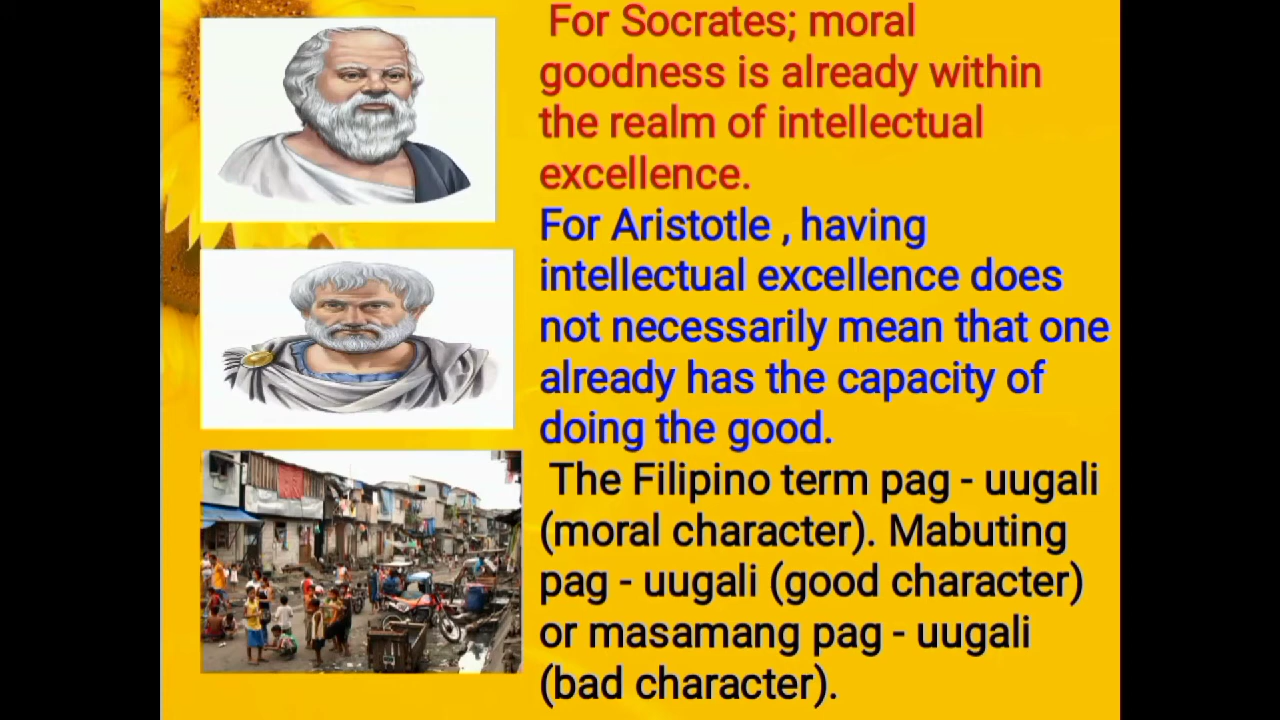 For Socrates; moral
goodness is already within
the realm of intellectual
excellence.
For Aristotle , having
intellectual excellence does
not necessarily mean that one
already has the capacity of
doing the good.
The Filipino term pag - uugali
(moral character). Mabuting
pag - uugali (good character)
or masamang pag - uugali
(bad character).